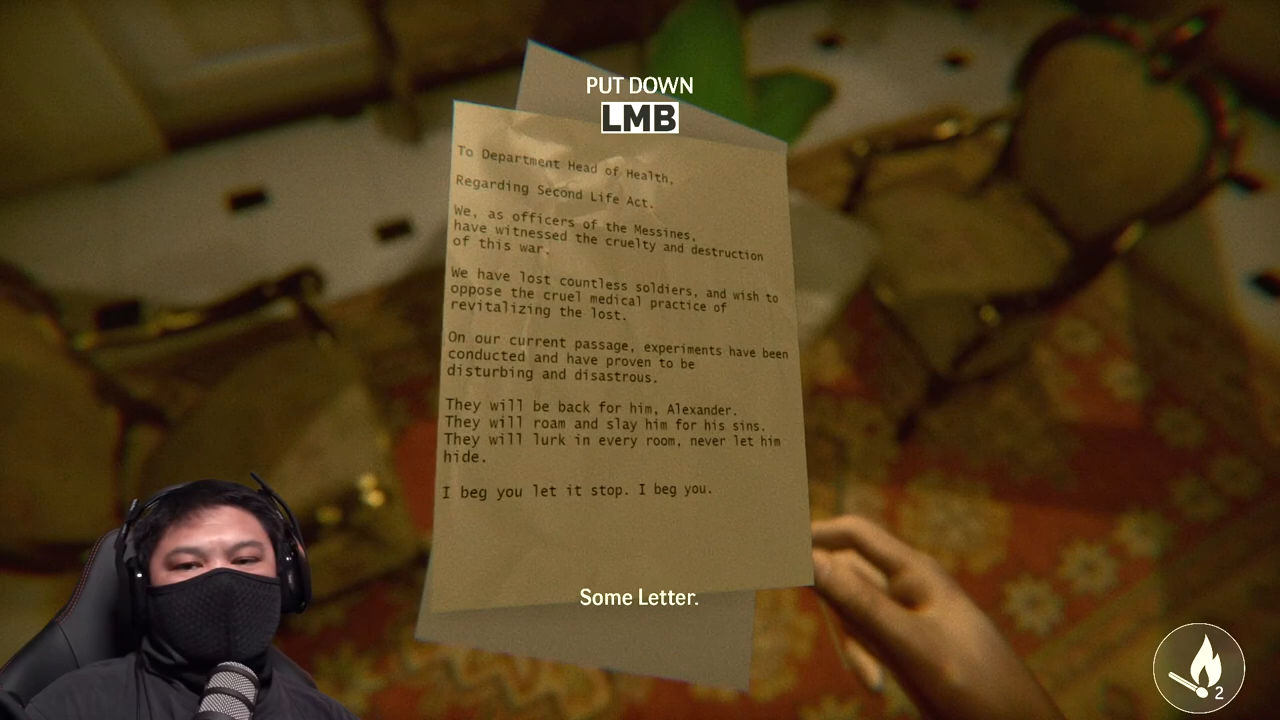 PUT DOWN
LMB
To Department Head of Health,
Regarding Second Life Act.
We, as officers of the Messines,
have witnessed the cruelty and destruction
of this war.
We have lost countless soldiers, and wish to
oppose the cruel medical practice of
revitalizing the lost.
On our current passage, experiments have been
conducted and have proven to be
disturbing and disastrous.
They will be back for him, Alexander.
They will roam and slay him for his sins.
They will lurk in every room, never let him
hide.
I beg you let it stop. I beg you.
Some Letter.
2